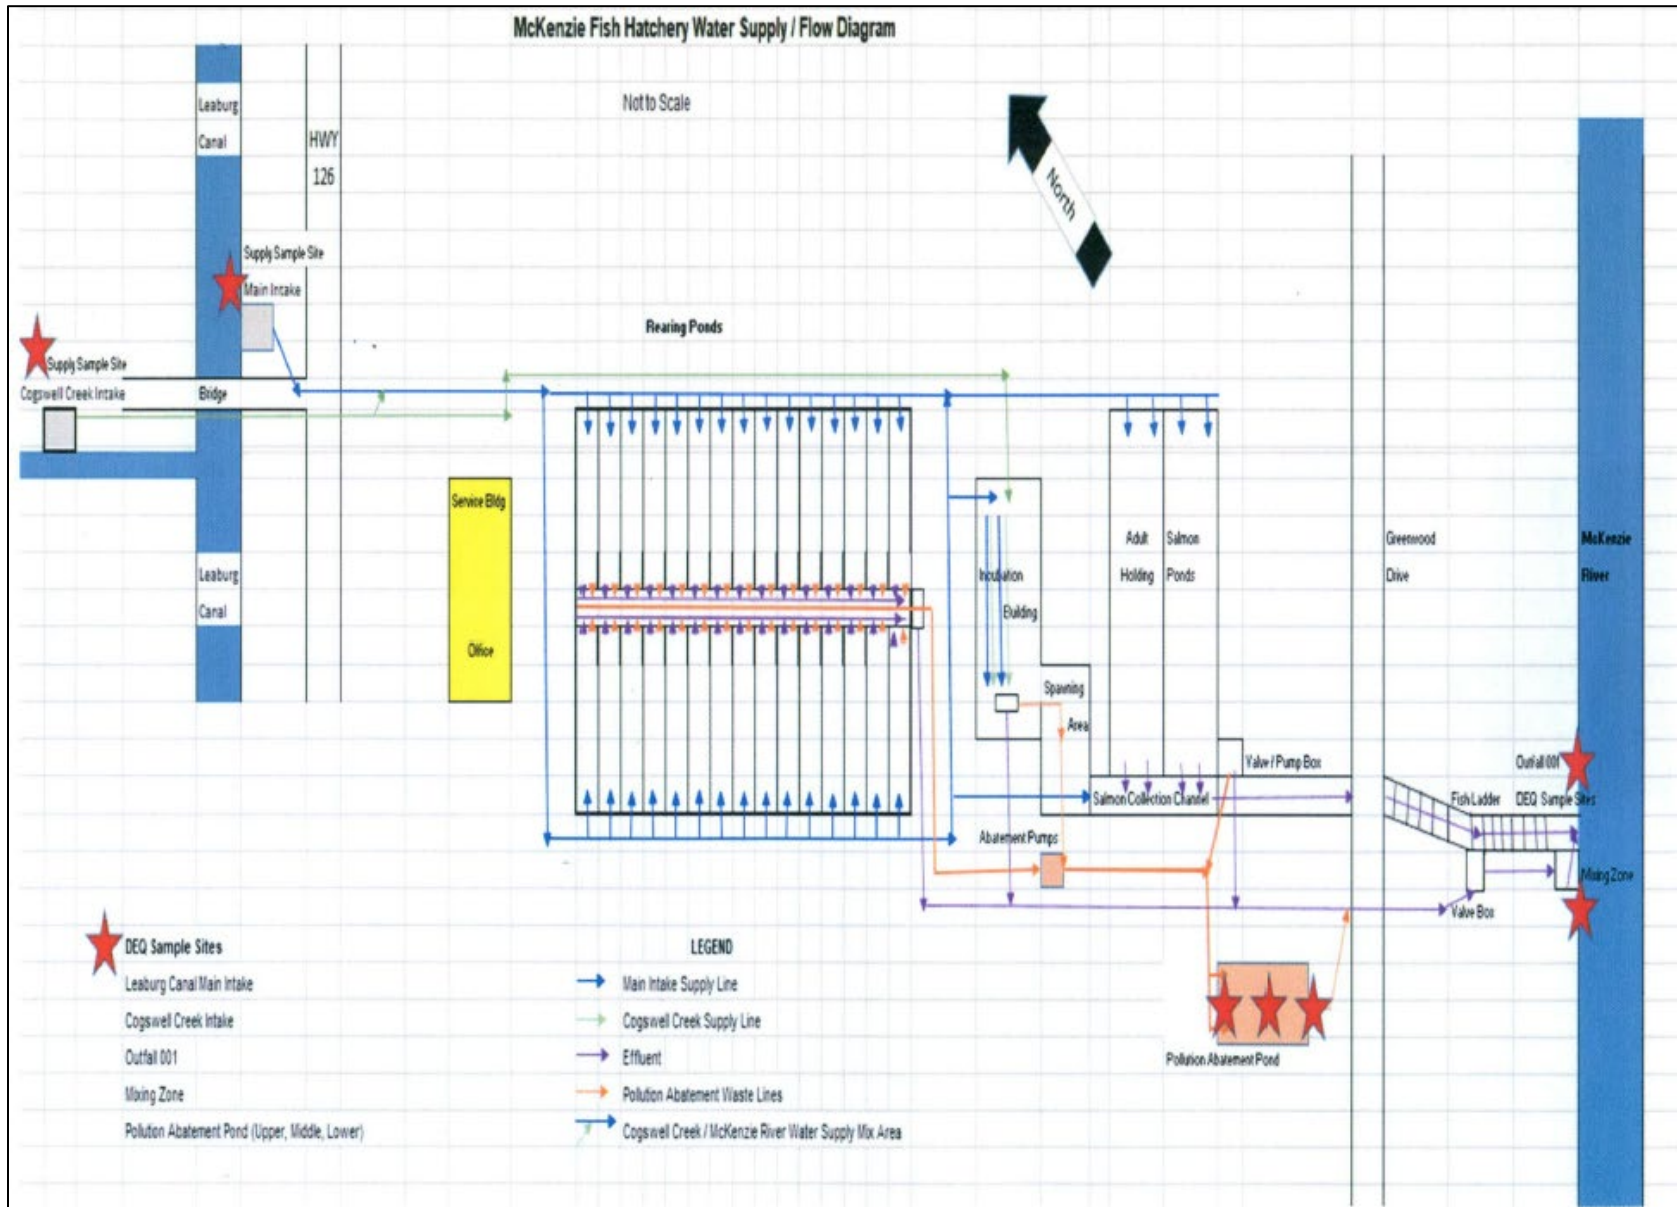 McKenzie Fish Hatchery Water Supply / Flow Diagram
Not to Scale
Leaburg
Canal
HWY
126
North
Supply Sample Site
Main Intake
Rearing Ponds
Supply Sample Site
Cogswell Creek Intake
Bridge
Service Bldg
Office
Leaburg
Canal
Incubation
Building
Adult
Holding
Salmon
Ponds
Greenwood
Drive
McKenzie
River
Spawning
Area
Valve / Pump Box
Salmon Collection Channel
Outfall 001
Fish Ladder
DEQ Sample Sites
Abatement Pumps
Mixing Zone
Valve Box
Pollution Abatement Pond
DEQ Sample Sites
Leaburg Canal Main Intake
Cogswell Creek Intake
Outfall 001
Mixing Zone
Pollution Abatement Pond (Upper, Middle, Lower)
LEGEND
Main Intake Supply Line
Cogswell Creek Supply Line
Effluent
Pollution Abatement Waste Lines
Cogswell Creek / McKenzie River Water Supply Mix Area